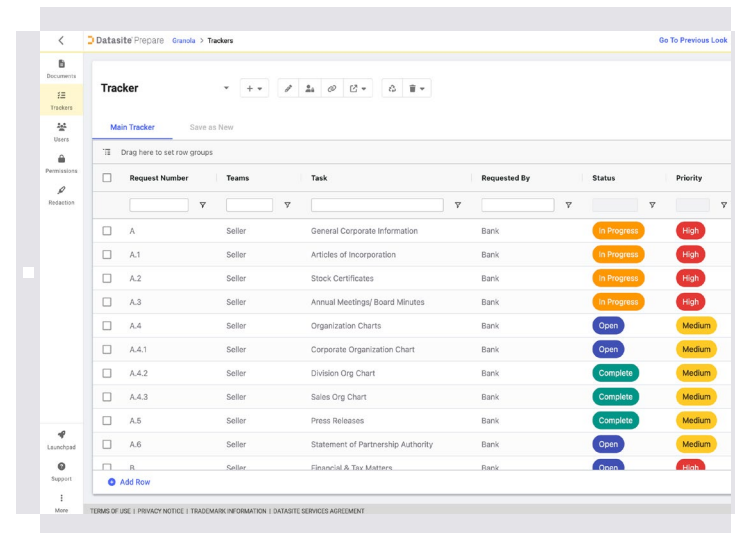 Datasite Prepare Granola > Trackers Go To Previous Look
Documents
Trackers
Users
Permissions
Redaction
Launchpad
Support
More
Tracker
Main Tracker Save as New
Drag here to set row groups
Request Number Teams Task Requested By Status Priority
A Seller General Corporate Information Bank In Progress High
A.1 Seller Articles of Incorporation Bank In Progress High
A.2 Seller Stock Certificates Bank In Progress High
A.3 Seller Annual Meetings/ Board Minutes Bank In Progress High
A.4 Seller Organization Charts Bank Open Medium
A.4.1 Seller Corporate Organization Chart Bank Open Medium
A.4.2 Seller Division Org Chart Bank Complete Medium
A.4.3 Seller Sales Org Chart Bank Complete Medium
A.5 Seller Press Releases Bank Complete Medium
A.6 Seller Statement of Partnership Authority Bank Open Medium
B Seller Financial & Tax Matters Bank Open High
Add Row
TERMS OF USE | PRIVACY NOTICE | TRADEMARK INFORMATION | DATASITE SERVICES AGREEMENT